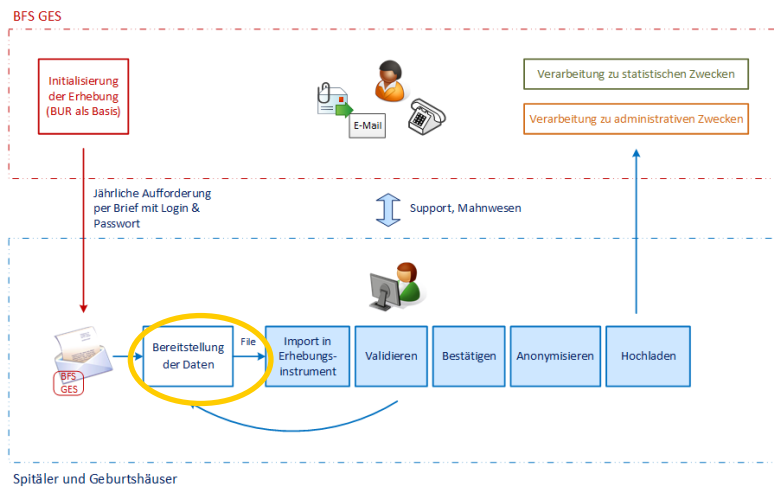 BFS GES
Initialisierung
der Erhebung
(BUR als Basis)
E-Mail
Verarbeitung zu statistischen Zwecken
Verarbeitung zu administrativen Zwecken
Jährliche Aufforderung
per Brief mit Login &
Passwort
Support, Mahnwesen
BFS
GES
Bereitstellung
der Daten
File
Import in
Erhebungs-
instrument
Validieren
Bestätigen
Anonymisieren
Hochladen
Spitäler und Geburtshäuser